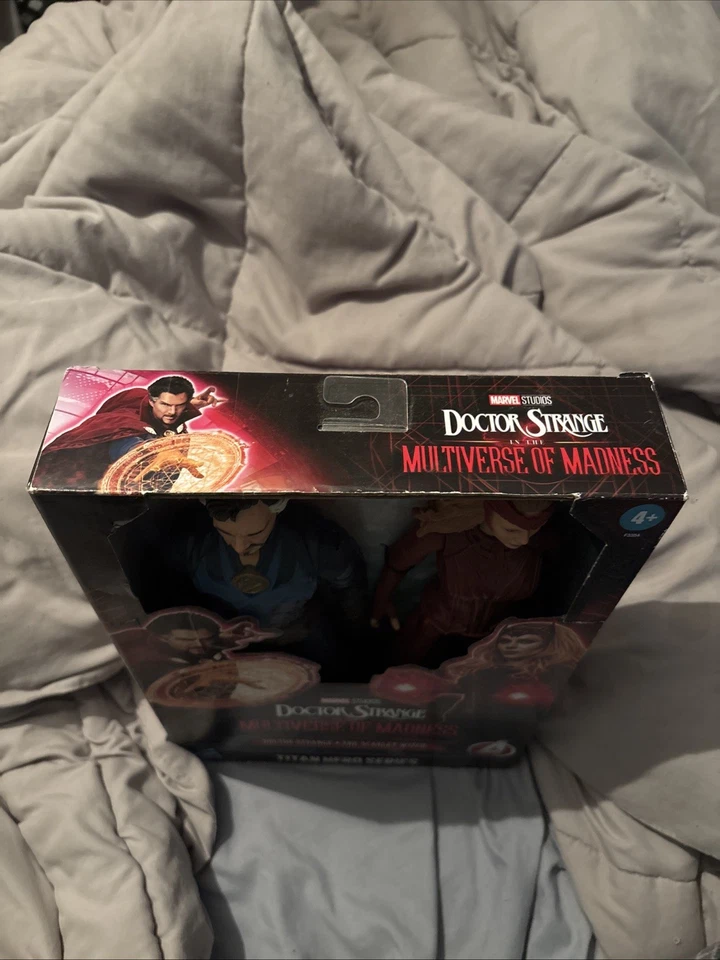 MARVEL STUDIOS
DOCTOR STRANGE
IN THE
MULTIVERSE OF MADNESS
4+
MARVEL STUDIOS
DOCTOR STRANGE
MULTIVERSE OF MADNESS
TITAN HERO SERIES